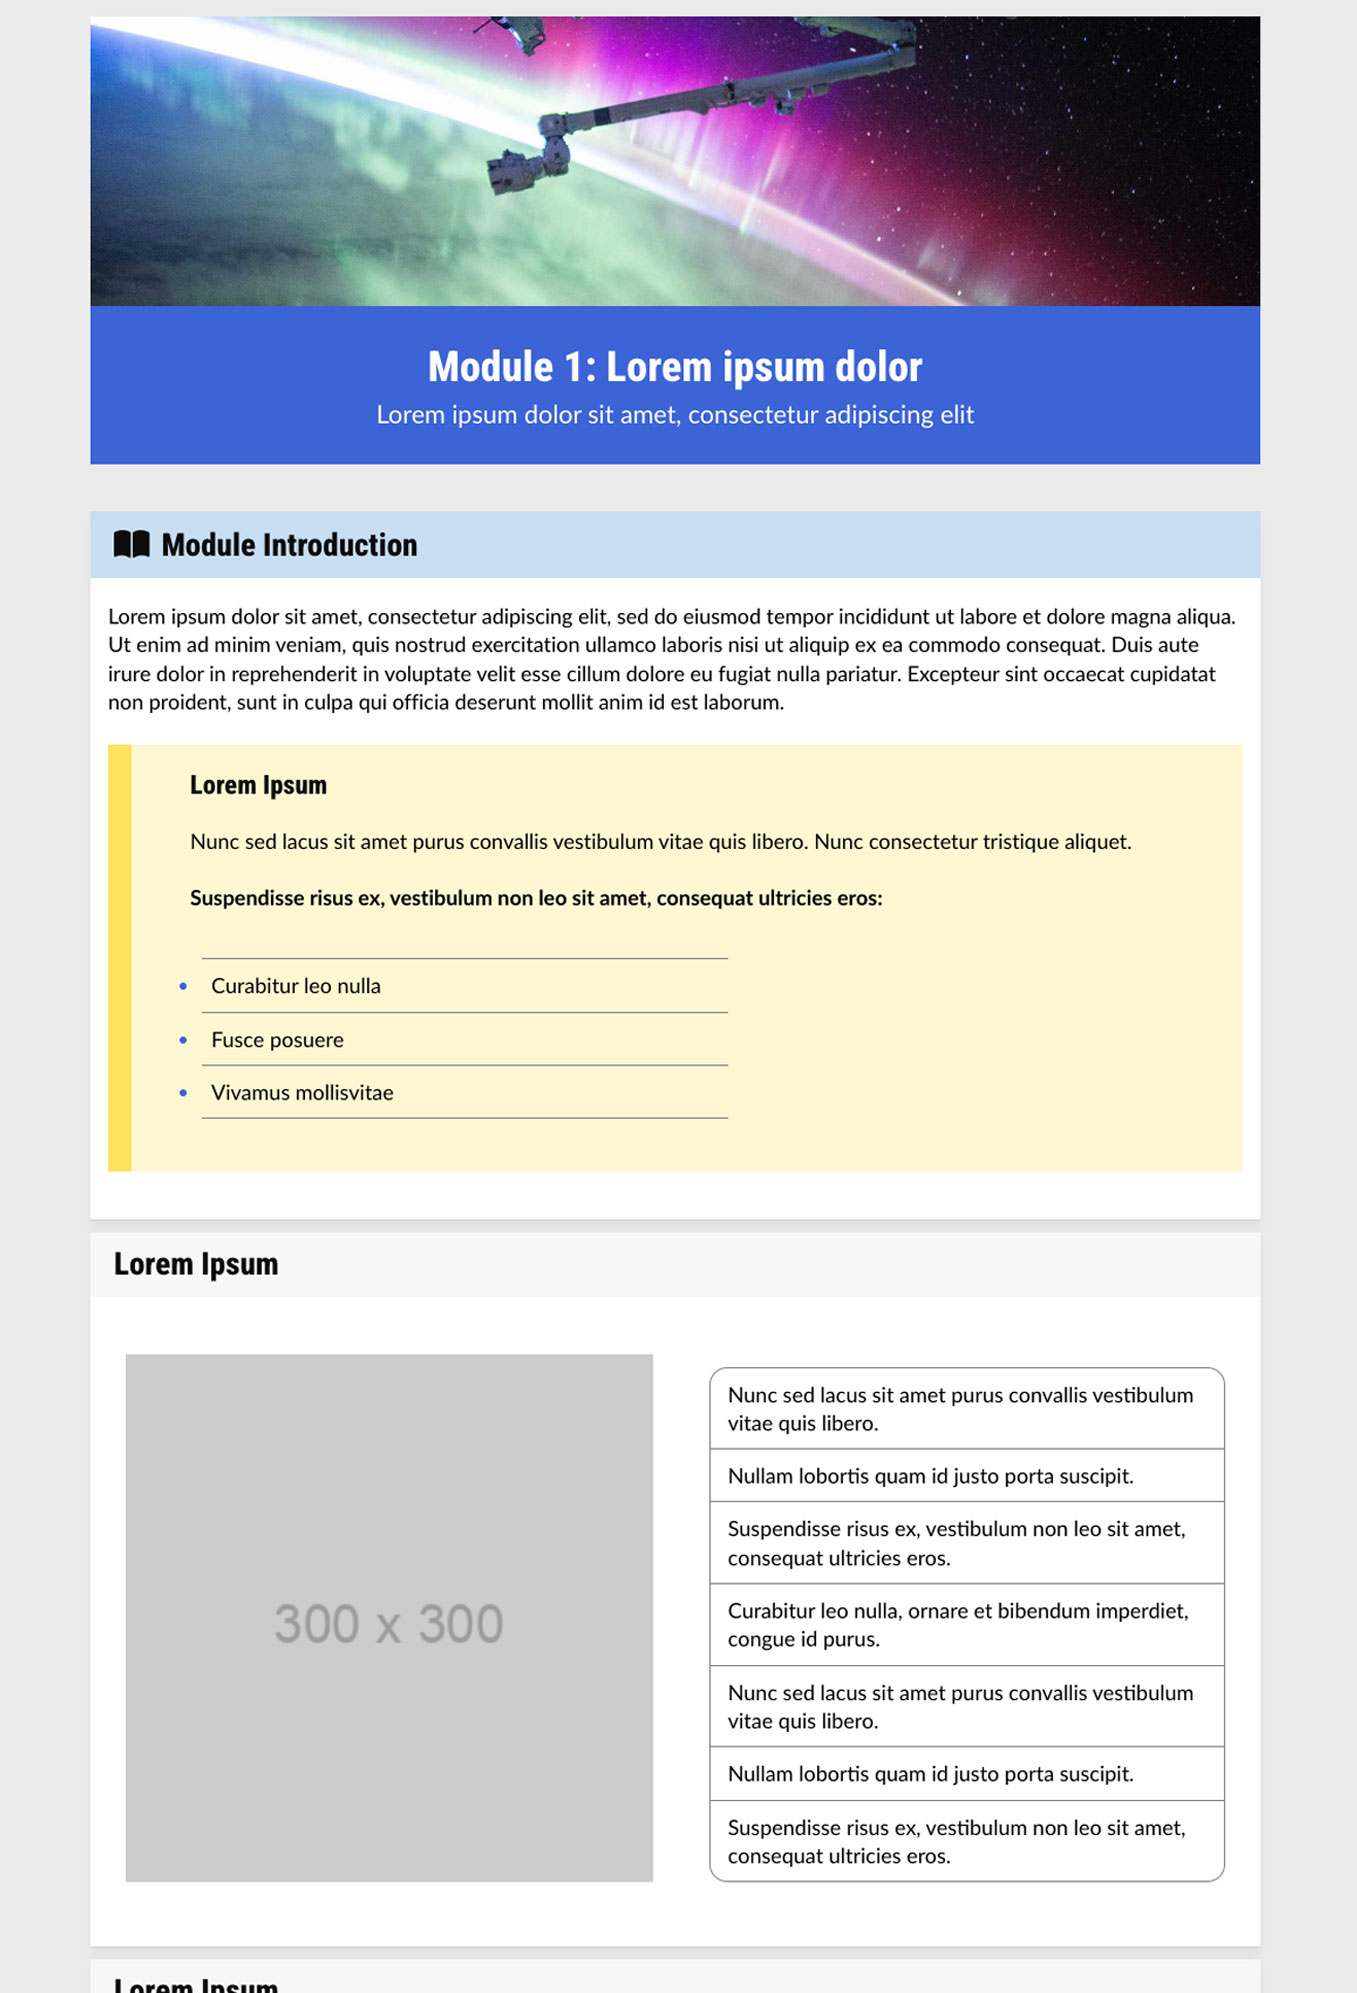 Module 1: Lorem ipsum dolor
Lorem ipsum dolor sit amet, consectetur adipiscing elit
Module Introduction
Lorem ipsum dolor sit amet, consectetur adipiscing elit, sed do eiusmod tempor incididunt ut labore et dolore magna aliqua.
Ut enim ad minim veniam, quis nostrud exercitation ullamco laboris nisi ut aliquip ex ea commodo consequat. Duis aute
irure dolor in reprehenderit in voluptate velit esse cillum dolore eu fugiat nulla pariatur. Excepteur sint occaecat cupidatat
non proident, sunt in culpa qui officia deserunt mollit anim id est laborum.
Lorem Ipsum
Nunc sed lacus sit amet purus convallis vestibulum vitae quis libero. Nunc consectetur tristique aliquet.
Suspendisse risus ex, vestibulum non leo sit amet, consequat ultricies eros:
Curabitur leo nulla
Fusce posuere
Vivamus mollisvitae
Lorem Ipsum
300 x 300
Nunc sed lacus sit amet purus convallis vestibulum
vitae quis libero.
Nullam lobortis quam id justo porta suscipit.
Suspendisse risus ex, vestibulum non leo sit amet,
consequat ultricies eros.
Curabitur leo nulla, ornare et bibendum imperdiet,
congue id purus.
Nunc sed lacus sit amet purus convallis vestibulum
vitae quis libero.
Nullam lobortis quam id justo porta suscipit.
Suspendisse risus ex, vestibulum non leo sit amet,
consequat ultricies eros.
Lorem Ipsum